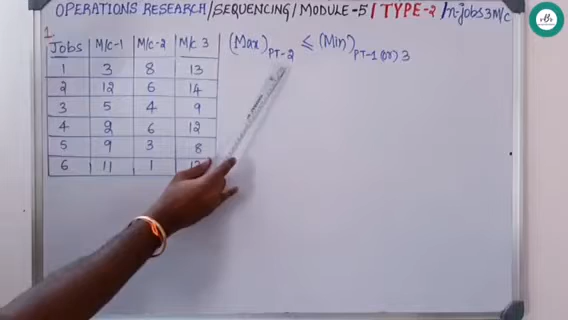 OPERATIONS RESEARCH/SEQUENCING/MODULE-5/TYPE-2/n-jobs 3 M/c
1.
Jobs M/c-1 M/c-2 M/c 3 (Max)PT-2 ≤ (Min)PT-1 (or) 3
1 3 8 13
2 12 6 14
3 5 4 9
4 2 6 12
5 9 3 8
6 11 1